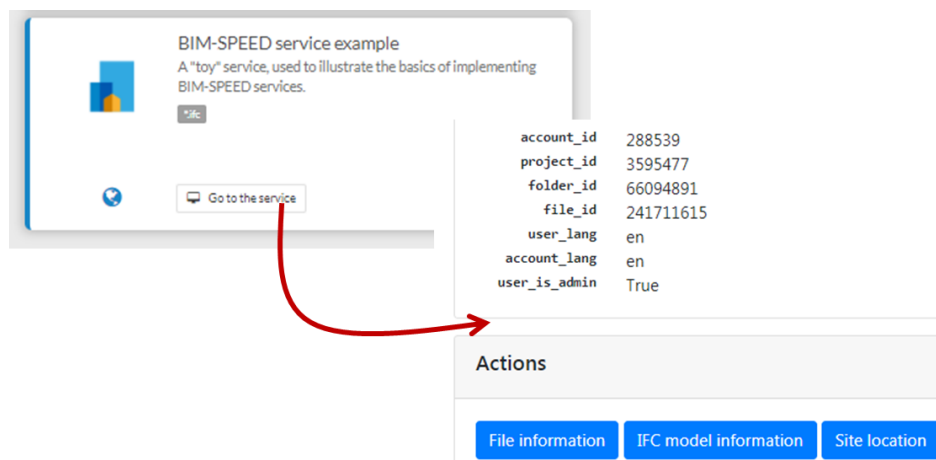 BIM-SPEED service example
A "toy" service, used to illustrate the basics of implementing
BIM-SPEED services.
*.ifc
Go to the service
account_id 288539
project_id 3595477
folder_id 66094891
file_id 241711615
user_lang en
account_lang en
user_is_admin True
Actions
File information IFC model information Site location